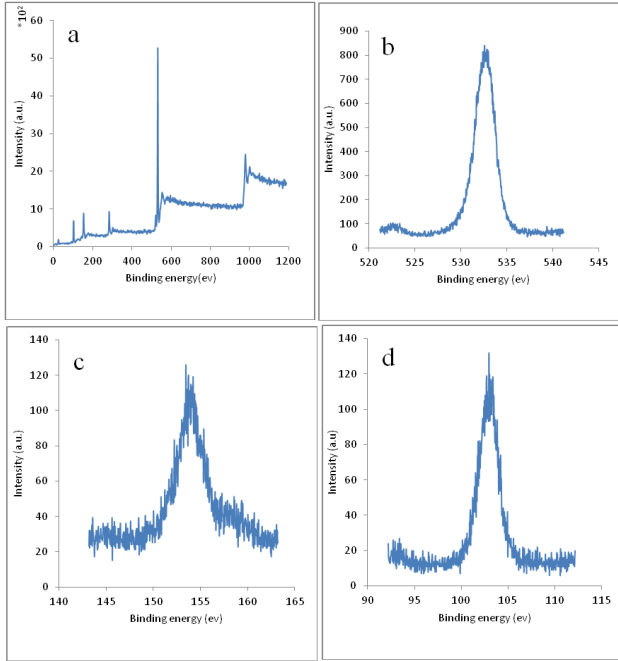 a
*10²
60
50
40
30
20
10
0
0 200 400 600 800 1000 1200
Intensity (a.u.)
Binding energy(ev)
b
900
800
700
600
500
400
300
200
100
0
520 525 530 535 540 545
Intensity (a.u.)
Binding energy (ev)
c
140
120
100
80
60
40
20
0
140 145 150 155 160 165
Intensity (a.u.)
Binding energy (ev)
d
140
120
100
80
60
40
20
0
90 95 100 105 110 115
Intensity (a.u)
Binding energy (ev)